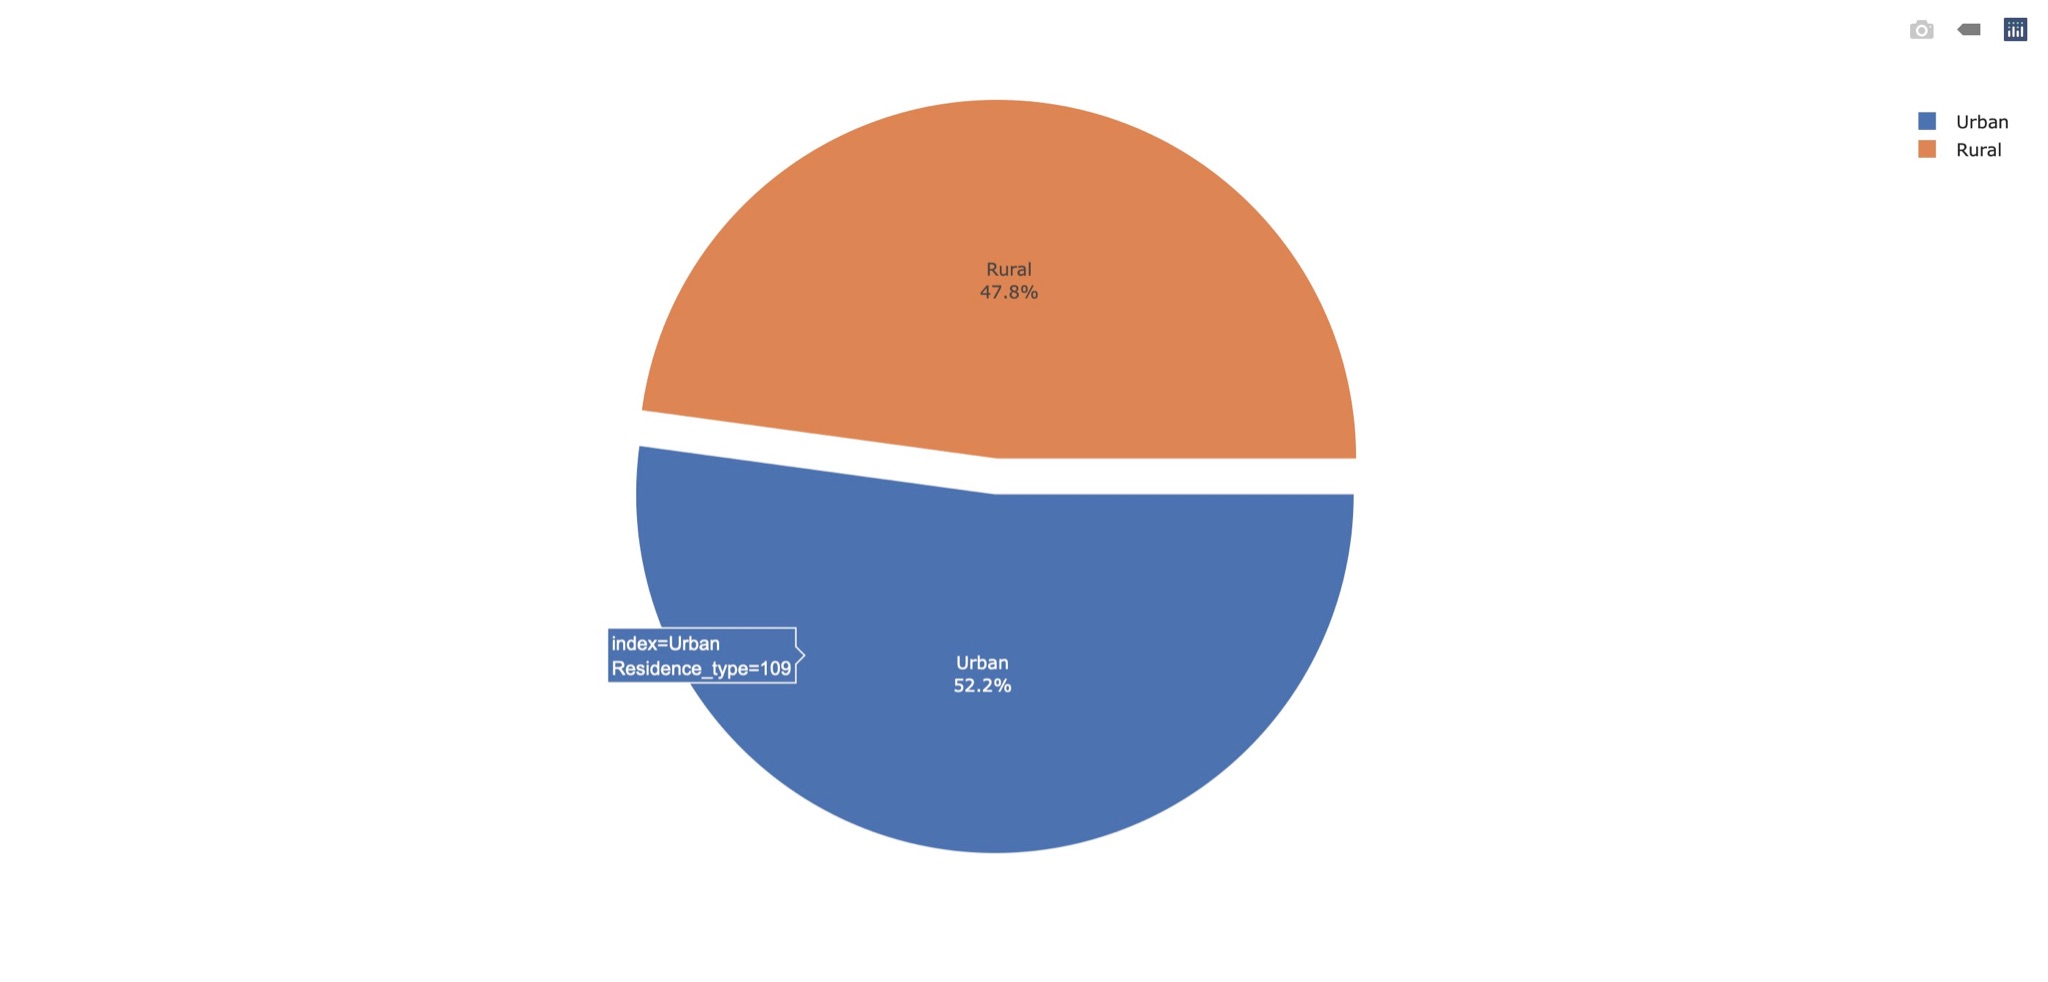 Urban
Rural
Rural
47.8%
index=Urban
Residence_type=109
Urban
52.2%